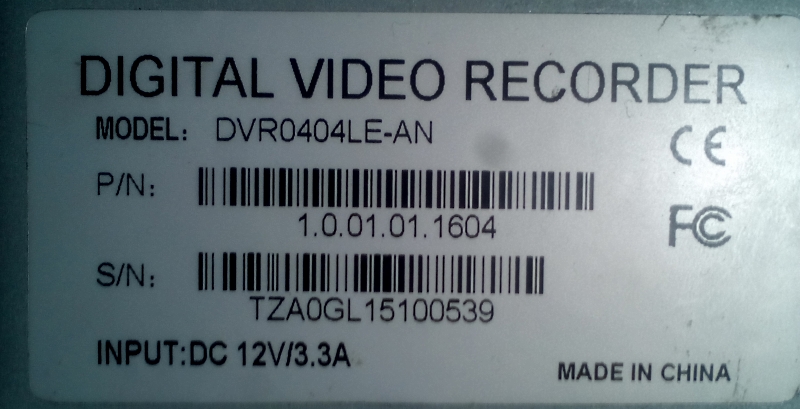 DIGITAL VIDEO RECORDER
MODEL: DVR0404LE-AN
CE
P/N:
1.0.01.01.1604
FC
S/N:
TZA0GL15100539
INPUT:DC 12V/3.3A
MADE IN CHINA